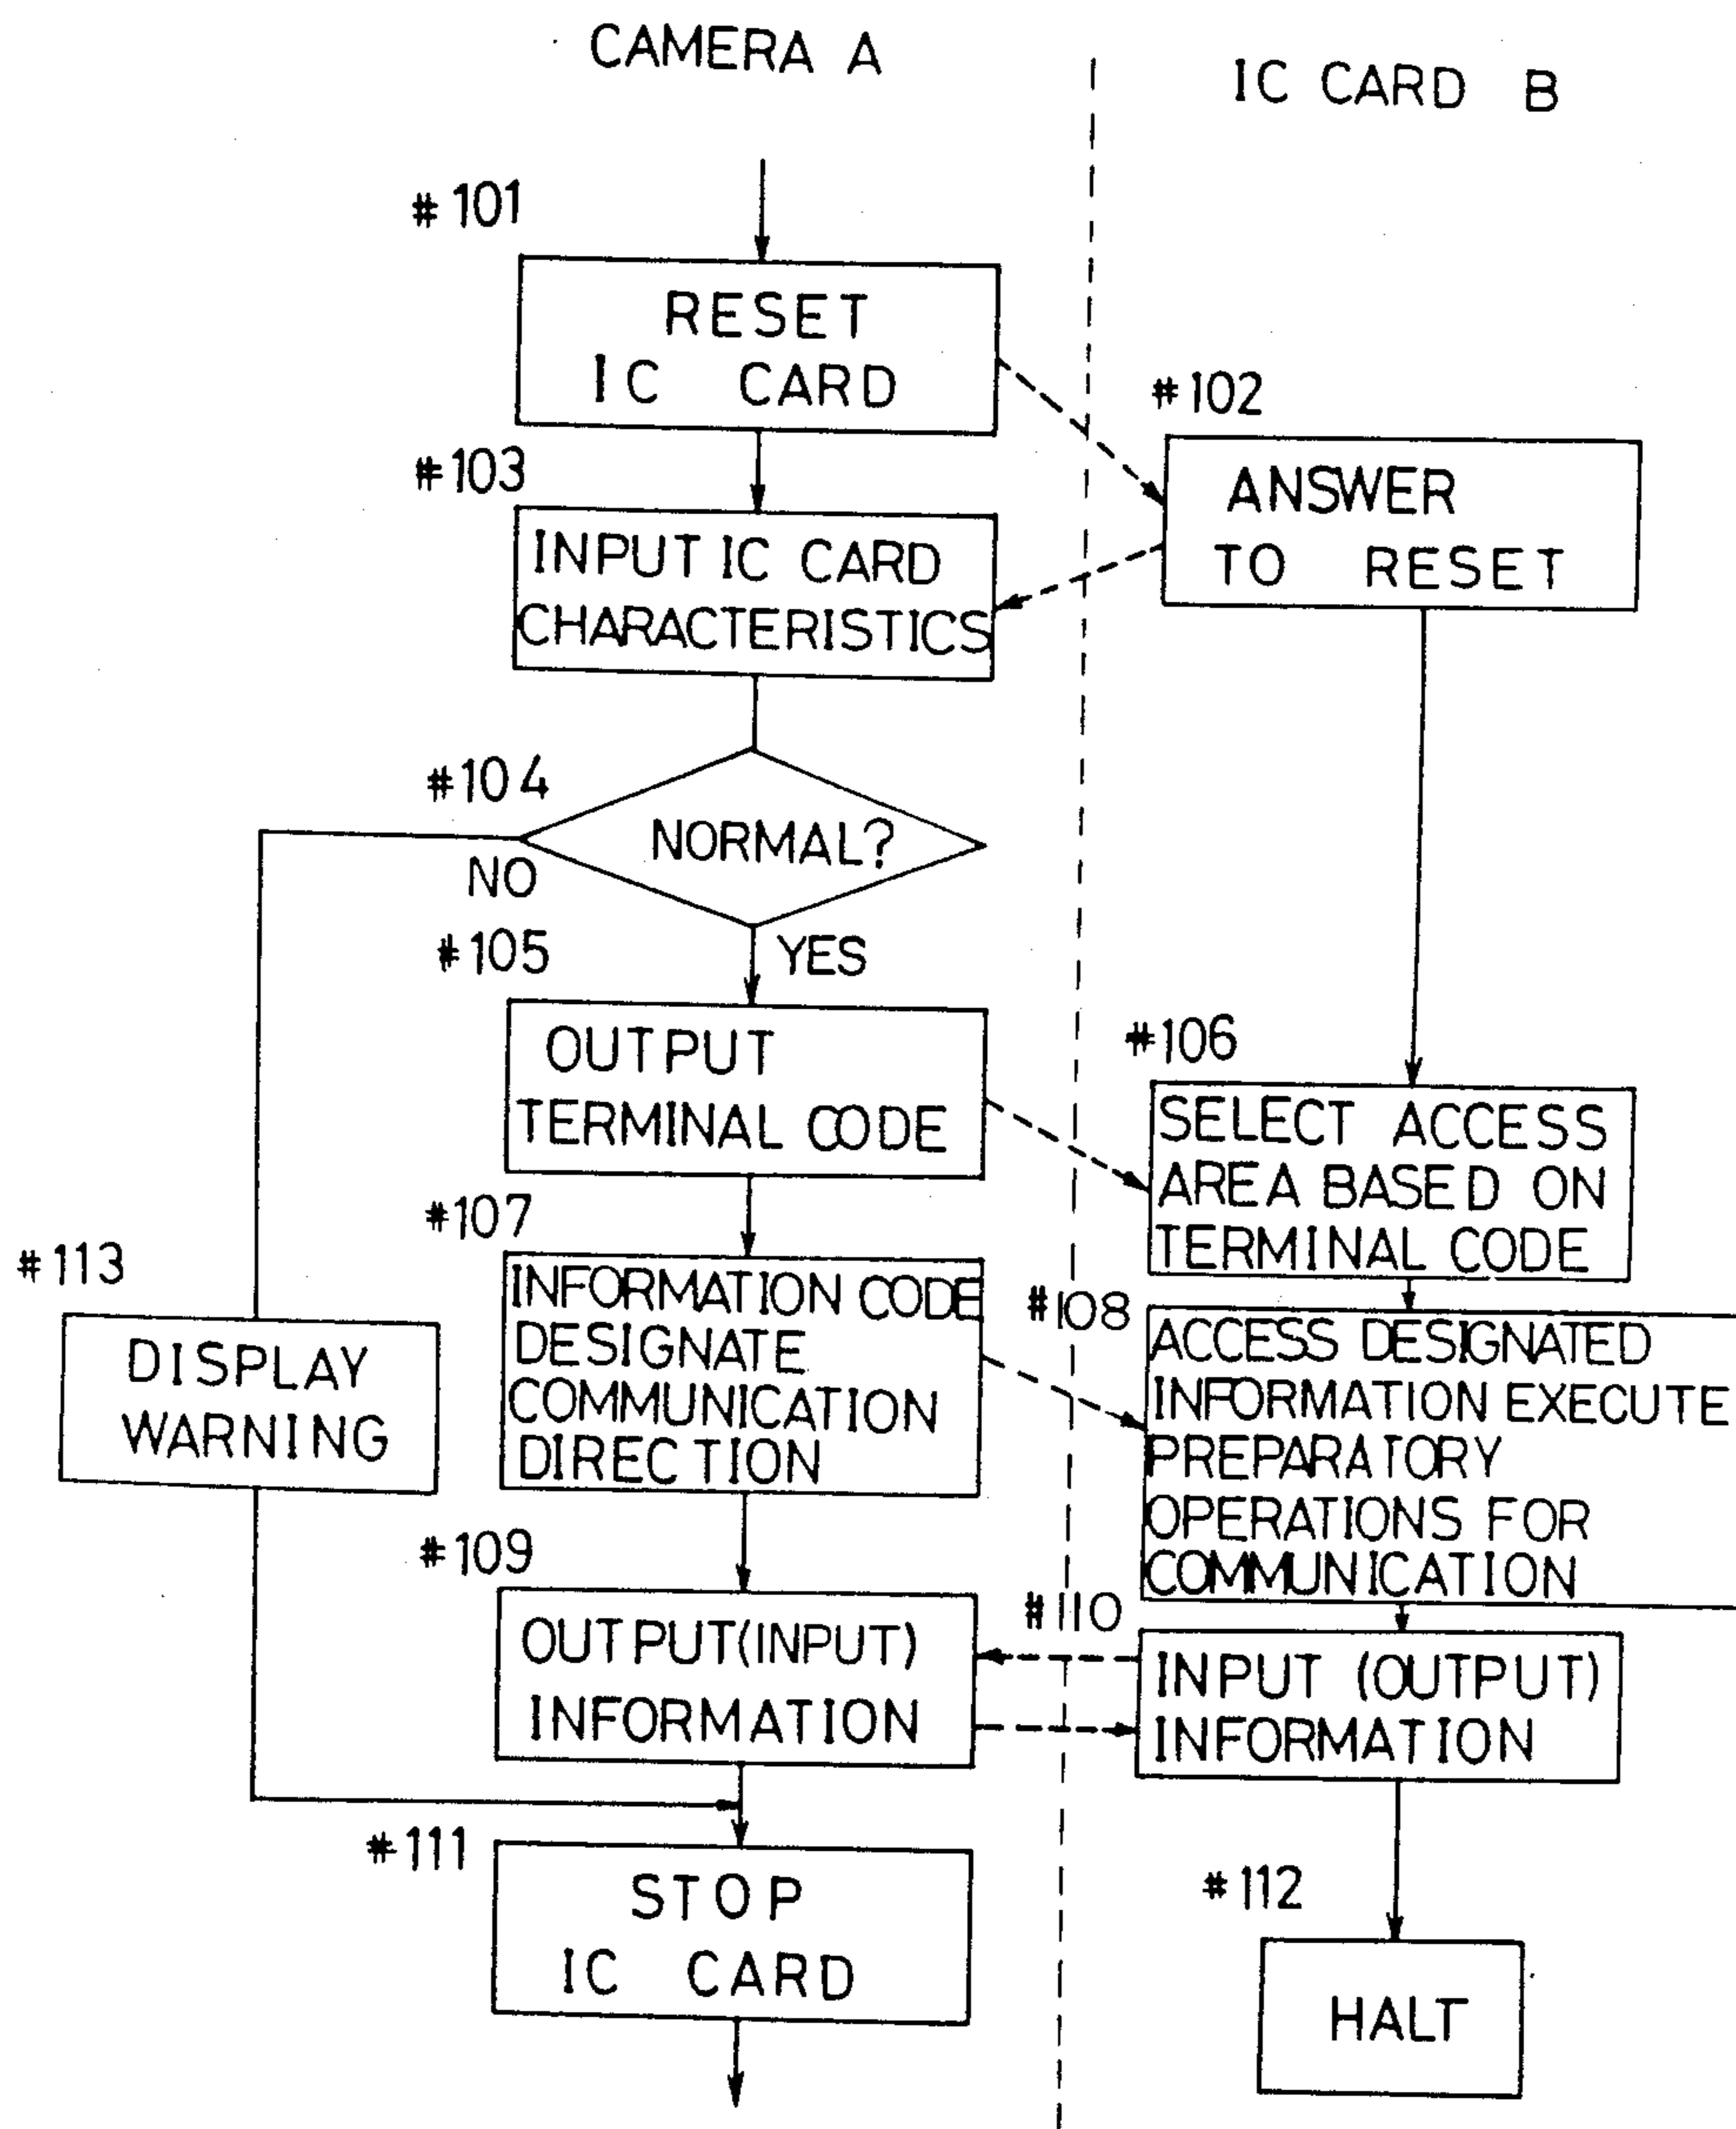 CAMERA A
IC CARD B
#101
RESET
IC CARD
#102
ANSWER
TO RESET
#103
INPUT IC CARD
CHARACTERISTICS
#104
NORMAL?
NO
YES
#105
OUTPUT
TERMINAL CODE
#106
SELECT ACCESS
AREA BASED ON
TERMINAL CODE
#107
INFORMATION CODE
DESIGNATE
COMMUNICATION
DIRECTION
#108
ACCESS DESIGNATED
INFORMATION EXECUTE
PREPARATORY
OPERATIONS FOR
COMMUNICATION
#113
DISPLAY
WARNING
#109
OUTPUT(INPUT)
INFORMATION
#110
INPUT (OUTPUT)
INFORMATION
#111
STOP
IC CARD
#112
HALT